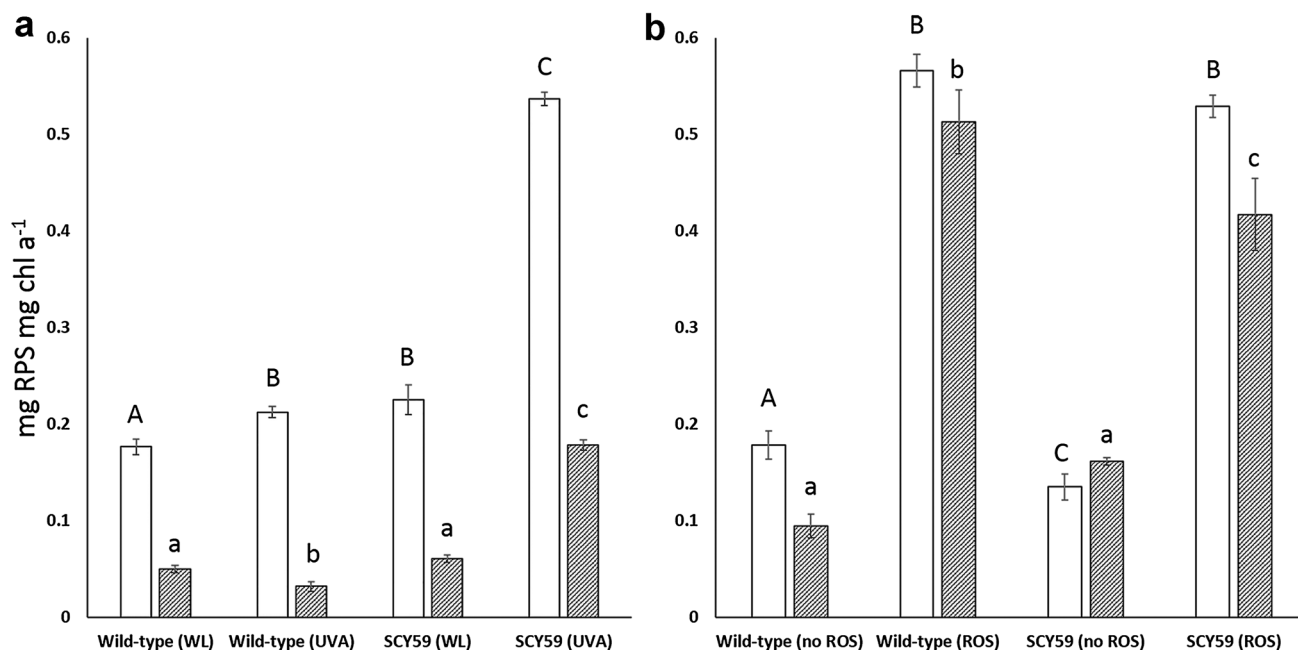 a
mg RPS mg chl a⁻¹
0.6
0.5
0.4
0.3
0.2
0.1
0
A
a
B
b
B
a
C
c
Wild-type (WL)
Wild-type (UVA)
SCY59 (WL)
SCY59 (UVA)
b
0.6
0.5
0.4
0.3
0.2
0.1
0
A
a
B
b
C
a
B
c
Wild-type (no ROS)
Wild-type (ROS)
SCY59 (no ROS)
SCY59 (ROS)